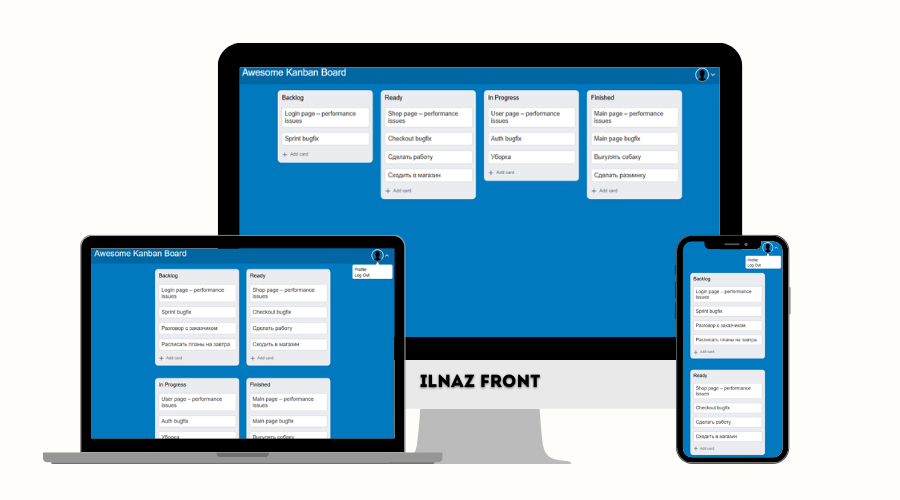 Awesome Kanban Board
Backlog
Login page – performance
issues
Sprint bugfix
+ Add card
Ready
Shop page – performance
issues
Checkout bugfix
Сделать работу
Сходить в магазин
+ Add card
In Progress
User page – performance
issues
Auth bugfix
Уборка
+ Add card
Finished
Main page – performance
issues
Main page bugfix
Выгулять собаку
Сделать разминку
+ Add card
Awesome Kanban Board
Profile
Log Out
Backlog
Login page – performance
issues
Sprint bugfix
Разговор с заказчиком
Расписать планы на завтра
+ Add card
Ready
Shop page – performance
issues
Checkout bugfix
Сделать работу
Сходить в магазин
+ Add card
In Progress
User page – performance
issues
Auth bugfix
Уборка
Finished
Main page – performance
issues
Main page bugfix
Выгулять собаку
ILNAZ FRONT
Profile
Log Out
Backlog
Login page – performance
issues
Sprint bugfix
Разговор с заказчиком
Расписать планы на завтра
+ Add card
Ready
Shop page – performance
issues
Checkout bugfix
Сделать работу
Сходить в магазин
+ Add card